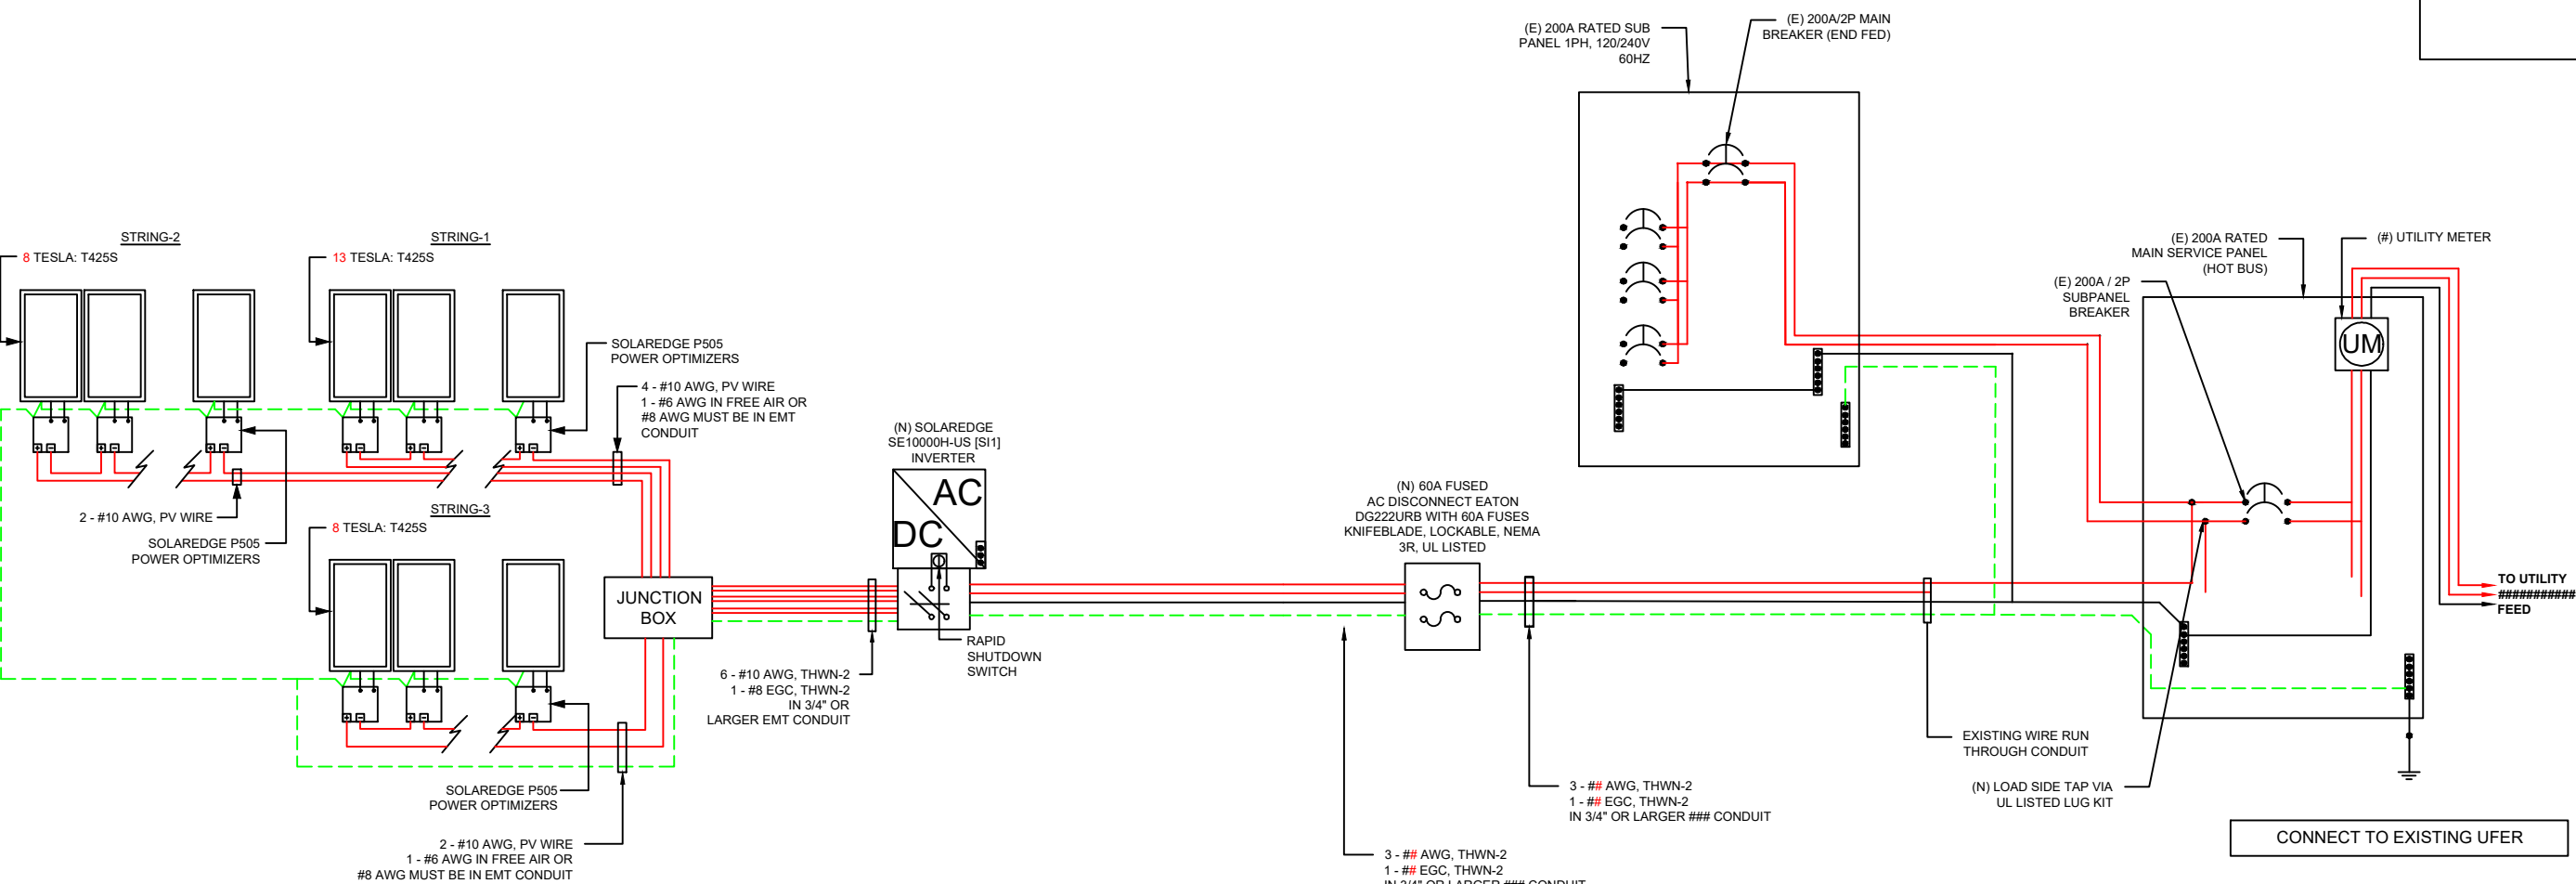 (E) 200A RATED SUB
PANEL 1PH, 120/240V
60HZ
(E) 200A/2P MAIN
BREAKER (END FED)
STRING-2
8 TESLA: T425S
STRING-1
13 TESLA: T425S
SOLAREDGE P505
POWER OPTIMIZERS
4 - #10 AWG, PV WIRE
1 - #6 AWG IN FREE AIR OR
#8 AWG MUST BE IN EMT
CONDUIT
2 - #10 AWG, PV WIRE
SOLAREDGE P505
POWER OPTIMIZERS
STRING-3
8 TESLA: T425S
JUNCTION
BOX
SOLAREDGE P505
POWER OPTIMIZERS
2 - #10 AWG, PV WIRE
1 - #6 AWG IN FREE AIR OR
#8 AWG MUST BE IN EMT CONDUIT
(N) SOLAREDGE
SE10000H-US [SI1]
INVERTER
AC
DC
RAPID
SHUTDOWN
SWITCH
6 - #10 AWG, THWN-2
1 - #8 EGC, THWN-2
IN 3/4" OR
LARGER EMT CONDUIT
(N) 60A FUSED
AC DISCONNECT EATON
DG222URB WITH 60A FUSES
KNIFEBLADE, LOCKABLE, NEMA
3R, UL LISTED
3 - ## AWG, THWN-2
1 - ## EGC, THWN-2
IN 3/4" OR LARGER ### CONDUIT
3 - ## AWG, THWN-2
1 - ## EGC, THWN-2
IN 3/4" OR LARGER ### CONDUIT
EXISTING WIRE RUN
THROUGH CONDUIT
(E) 200A RATED
MAIN SERVICE PANEL
(HOT BUS)
(#) UTILITY METER
(E) 200A / 2P
SUBPANEL
BREAKER
UM
TO UTILITY
###########
FEED
(N) LOAD SIDE TAP VIA
UL LISTED LUG KIT
CONNECT TO EXISTING UFER